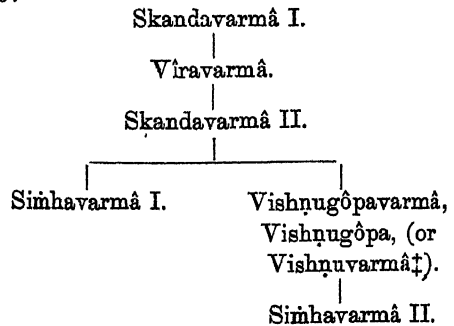 Skandavarmâ I.
Vîravarmâ.
Skandavarmâ II.
Siṁhavarmâ I. Vishṇugôpavarmâ,
Vishṇugôpa, (or
Vishṇuvarmâ‡).
Siṁhavarmâ II.